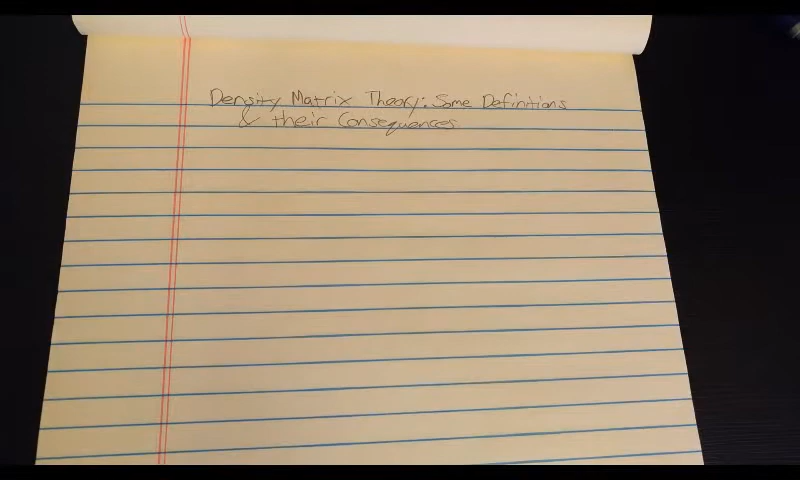 Density Matrix Theory: Some Definitions
& their Consequences